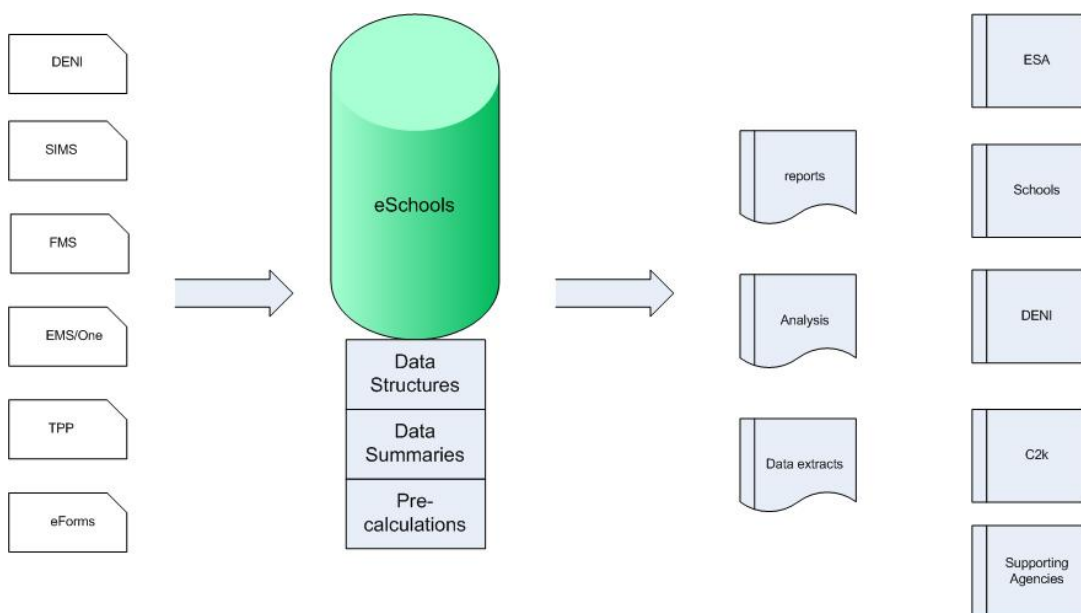 DENI
SIMS
FMS
EMS/One
TPP
eForms
eSchools
Data
Structures
Data
Summaries
Pre-
calculations
reports
Analysis
Data extracts
ESA
Schools
DENI
C2k
Supporting
Agencies